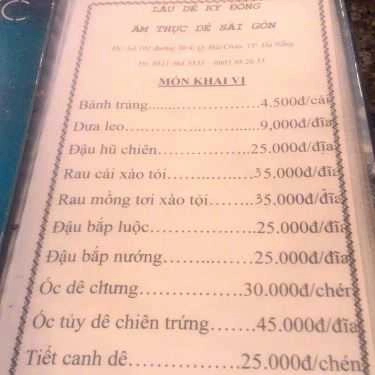 LẨU DÊ KỲ ĐỒNG
ẨM THỰC DÊ SÀI GÒN
MÓN KHAI VỊ
Bánh tráng..................4.500đ/cái
Dưa leo.....................9,000đ/đĩa
Đậu hũ chiên................25.000đ/đĩa
Rau cải xào tỏi.............35.000đ/đĩa
Rau mồng tơi xào tỏi........35,000đ/đĩa
Đậu bắp luộc................25,000đ/đĩa
Đậu bắp nướng...............25.000đ/đĩa
Óc dê chưng.................30.000đ/chén
Óc tủy dê chiên trứng.......45.000đ/đĩa
Tiết canh dê................25.000đ/chén